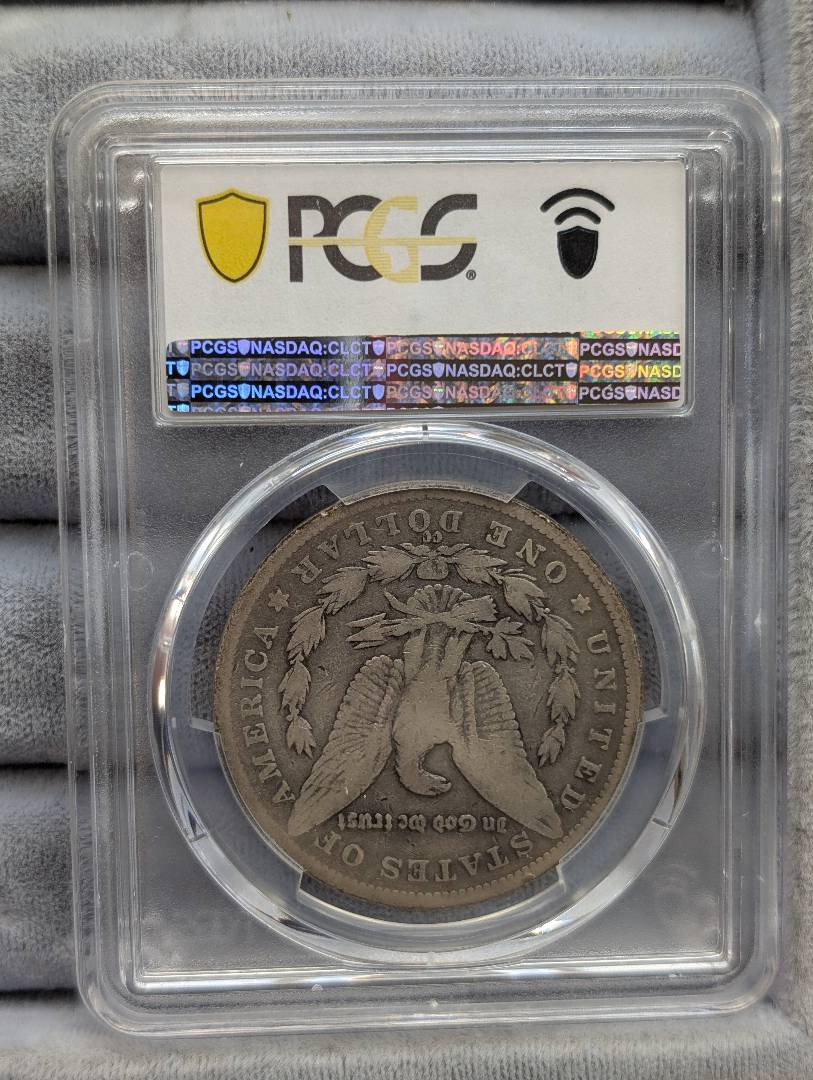 PCGS®
PCGS NASDAQ:CLCT PCGS NASDAQ:CLCT PCGS NASD
T PCGS NASDAQ:CLCT PCGS NASDAQ:CLCT PCGS NASD
T PCGS NASDAQ:CLCT PCGS NASDAQ:CLCT PCGS NASD
UNITED STATES OF AMERICA
In God we trust
CC
ONE DOLLAR